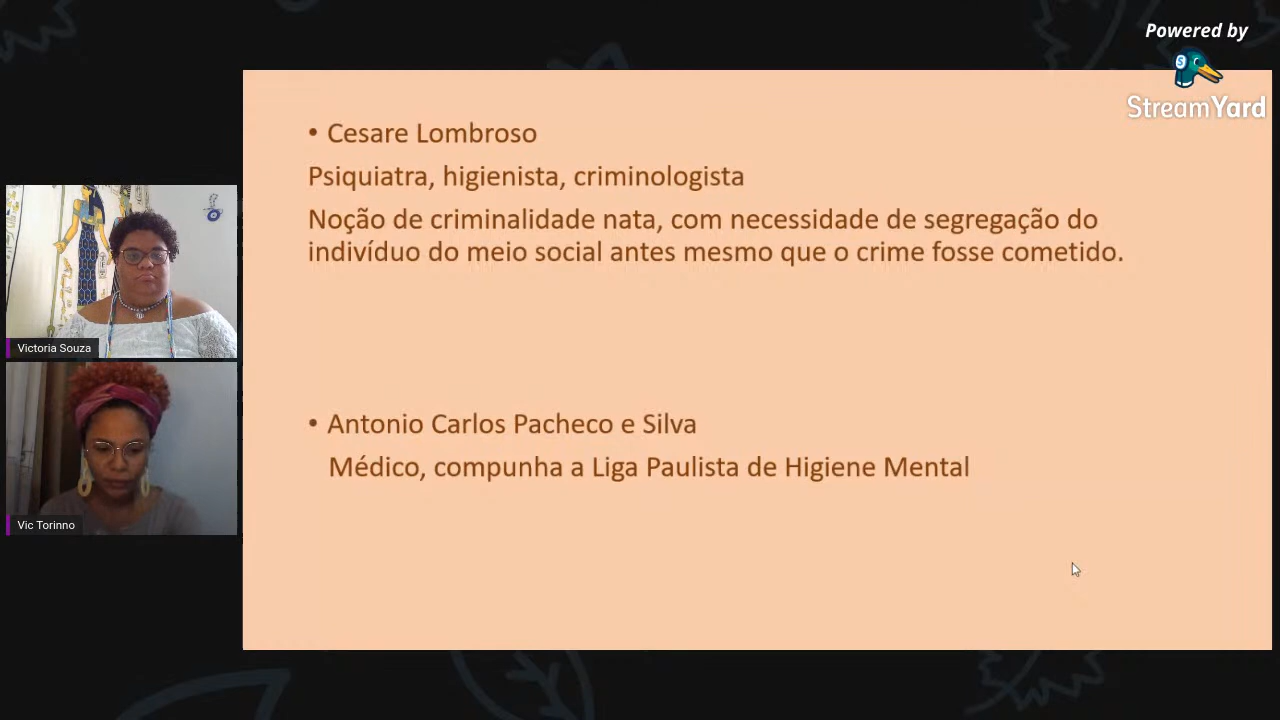 Powered by
StreamYard
• Cesare Lombroso
Psiquiatra, higienista, criminologista
Noção de criminalidade nata, com necessidade de segregação do
indivíduo do meio social antes mesmo que o crime fosse cometido.
Victoria Souza
• Antonio Carlos Pacheco e Silva
Médico, compunha a Liga Paulista de Higiene Mental
Vic Torinno